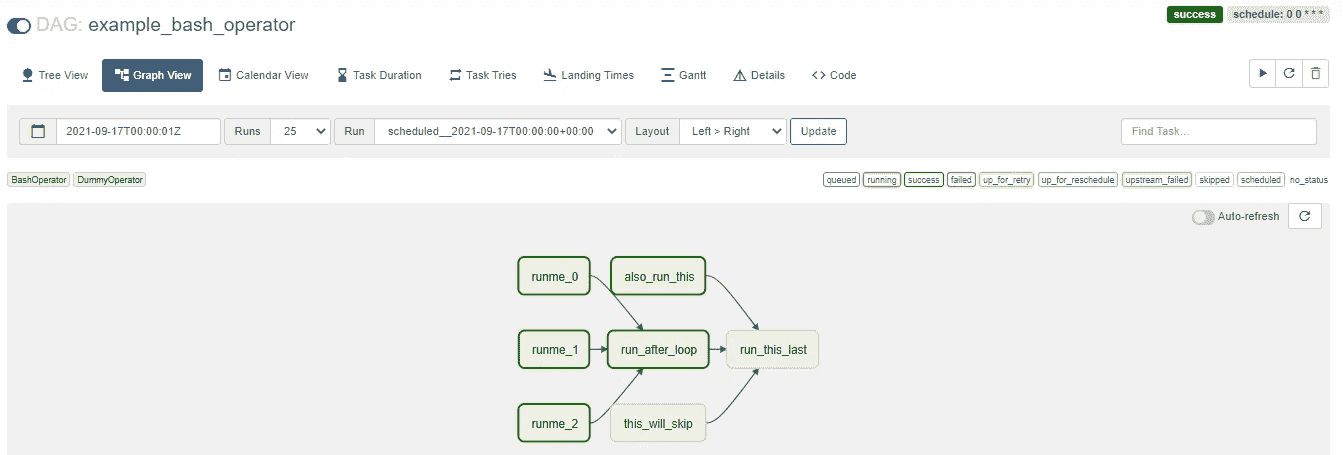 DAG: example_bash_operator
success schedule: 0 0 * * *
Tree View Graph View Calendar View Task Duration Task Tries Landing Times Gantt Details <> Code
2021-09-17T00:00:01Z Runs 25 Run scheduled__2021-09-17T00:00:00+00:00 Layout Left > Right Update Find Task...
BashOperator DummyOperator queued running success failed up_for_retry up_for_reschedule upstream_failed skipped scheduled no_status
Auto-refresh
runme_0 also_run_this
runme_1 run_after_loop run_this_last
runme_2 this_will_skip